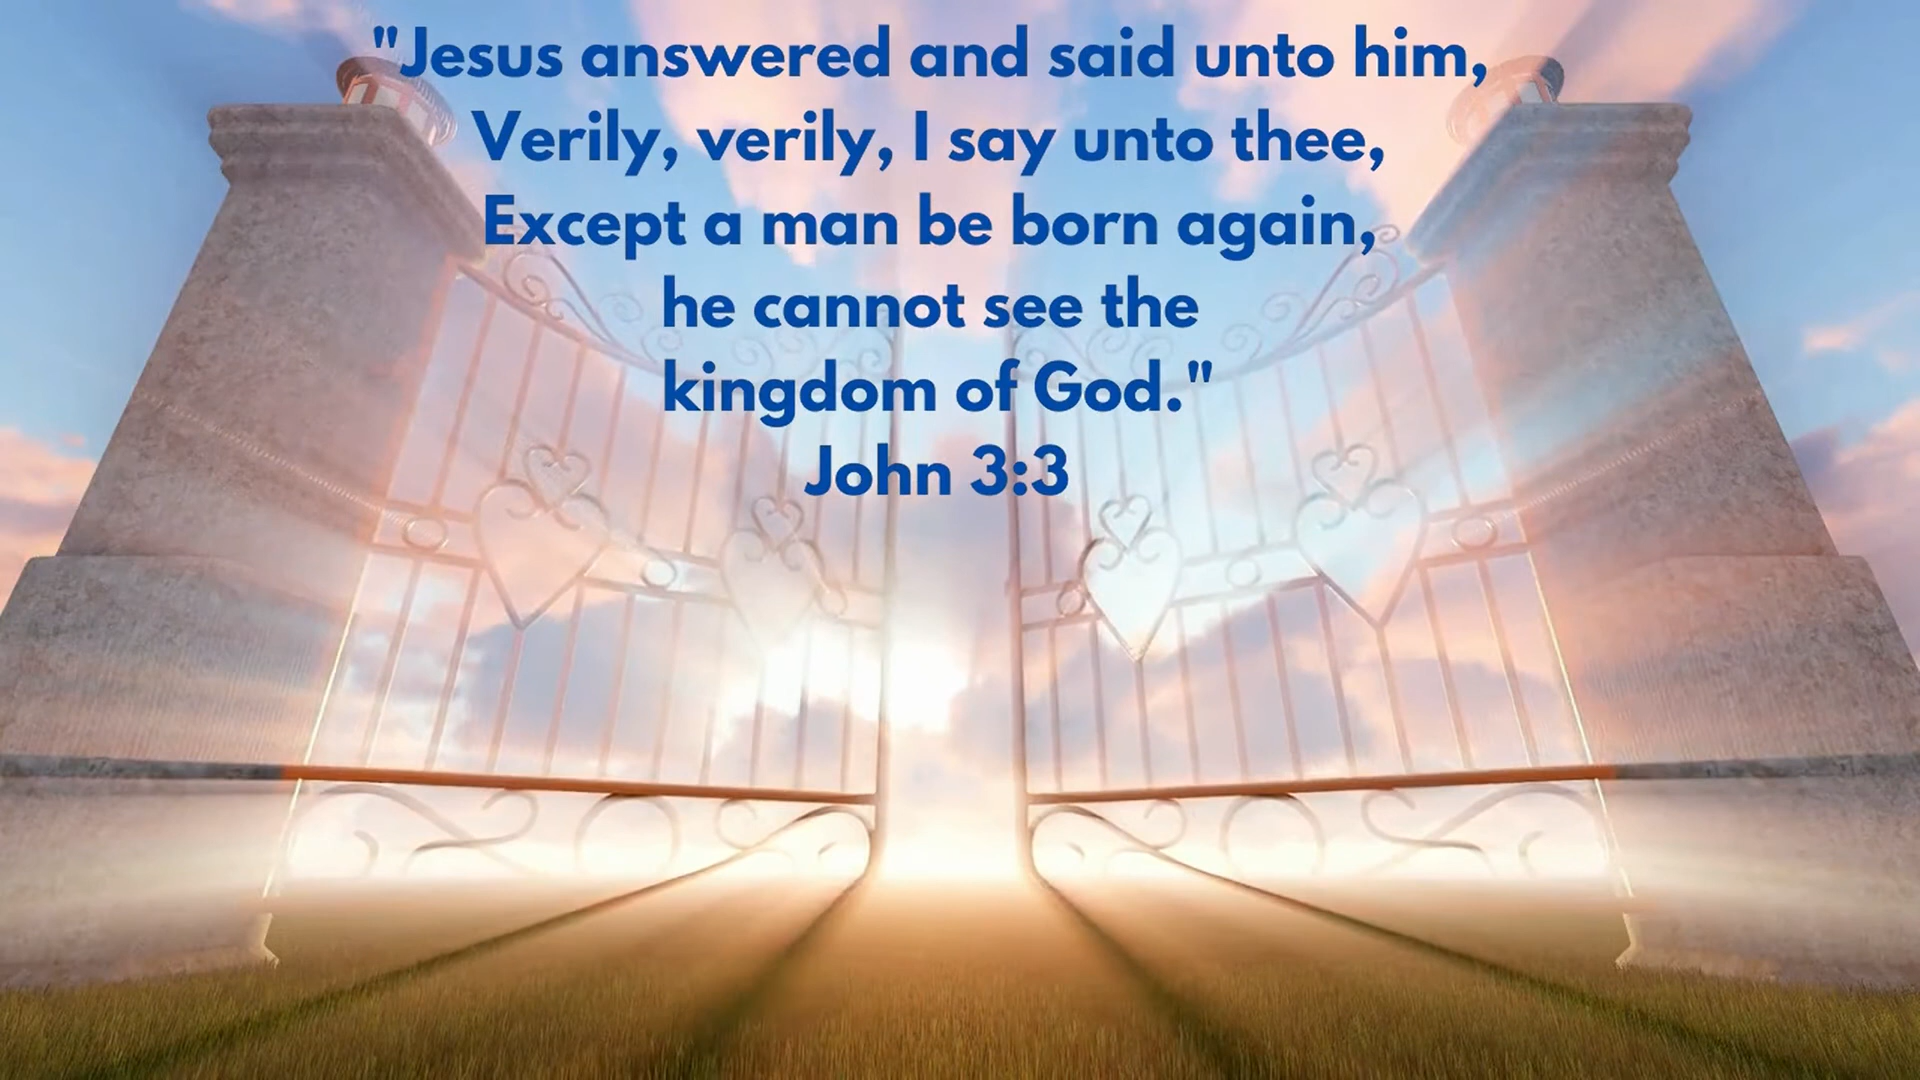 "Jesus answered and said unto him,
Verily, verily, I say unto thee,
Except a man be born again,
he cannot see the
kingdom of God."
John 3:3